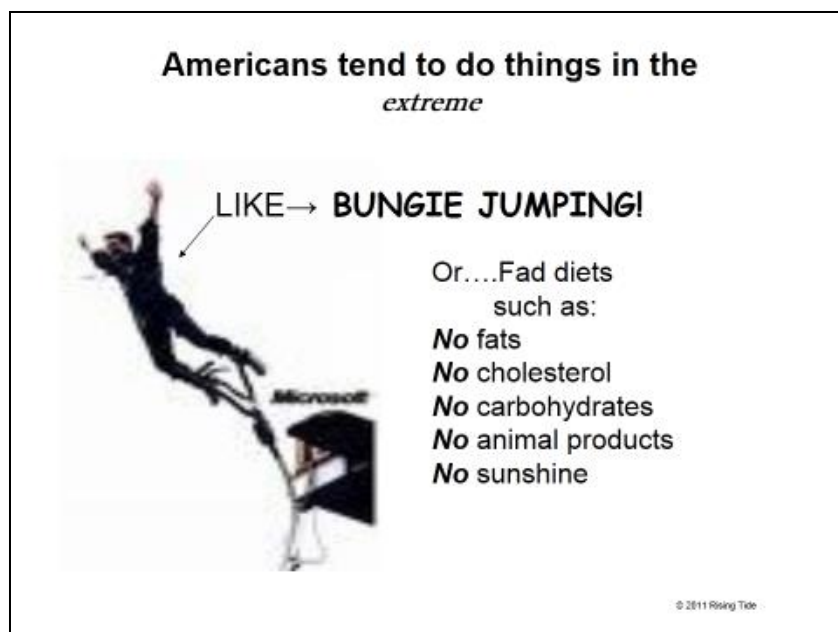 Americans tend to do things in the
extreme
LIKE→ BUNGIE JUMPING!
Or….Fad diets
such as:
No fats
No cholesterol
No carbohydrates
No animal products
No sunshine
Microsoft
© 2011 Rising Tide